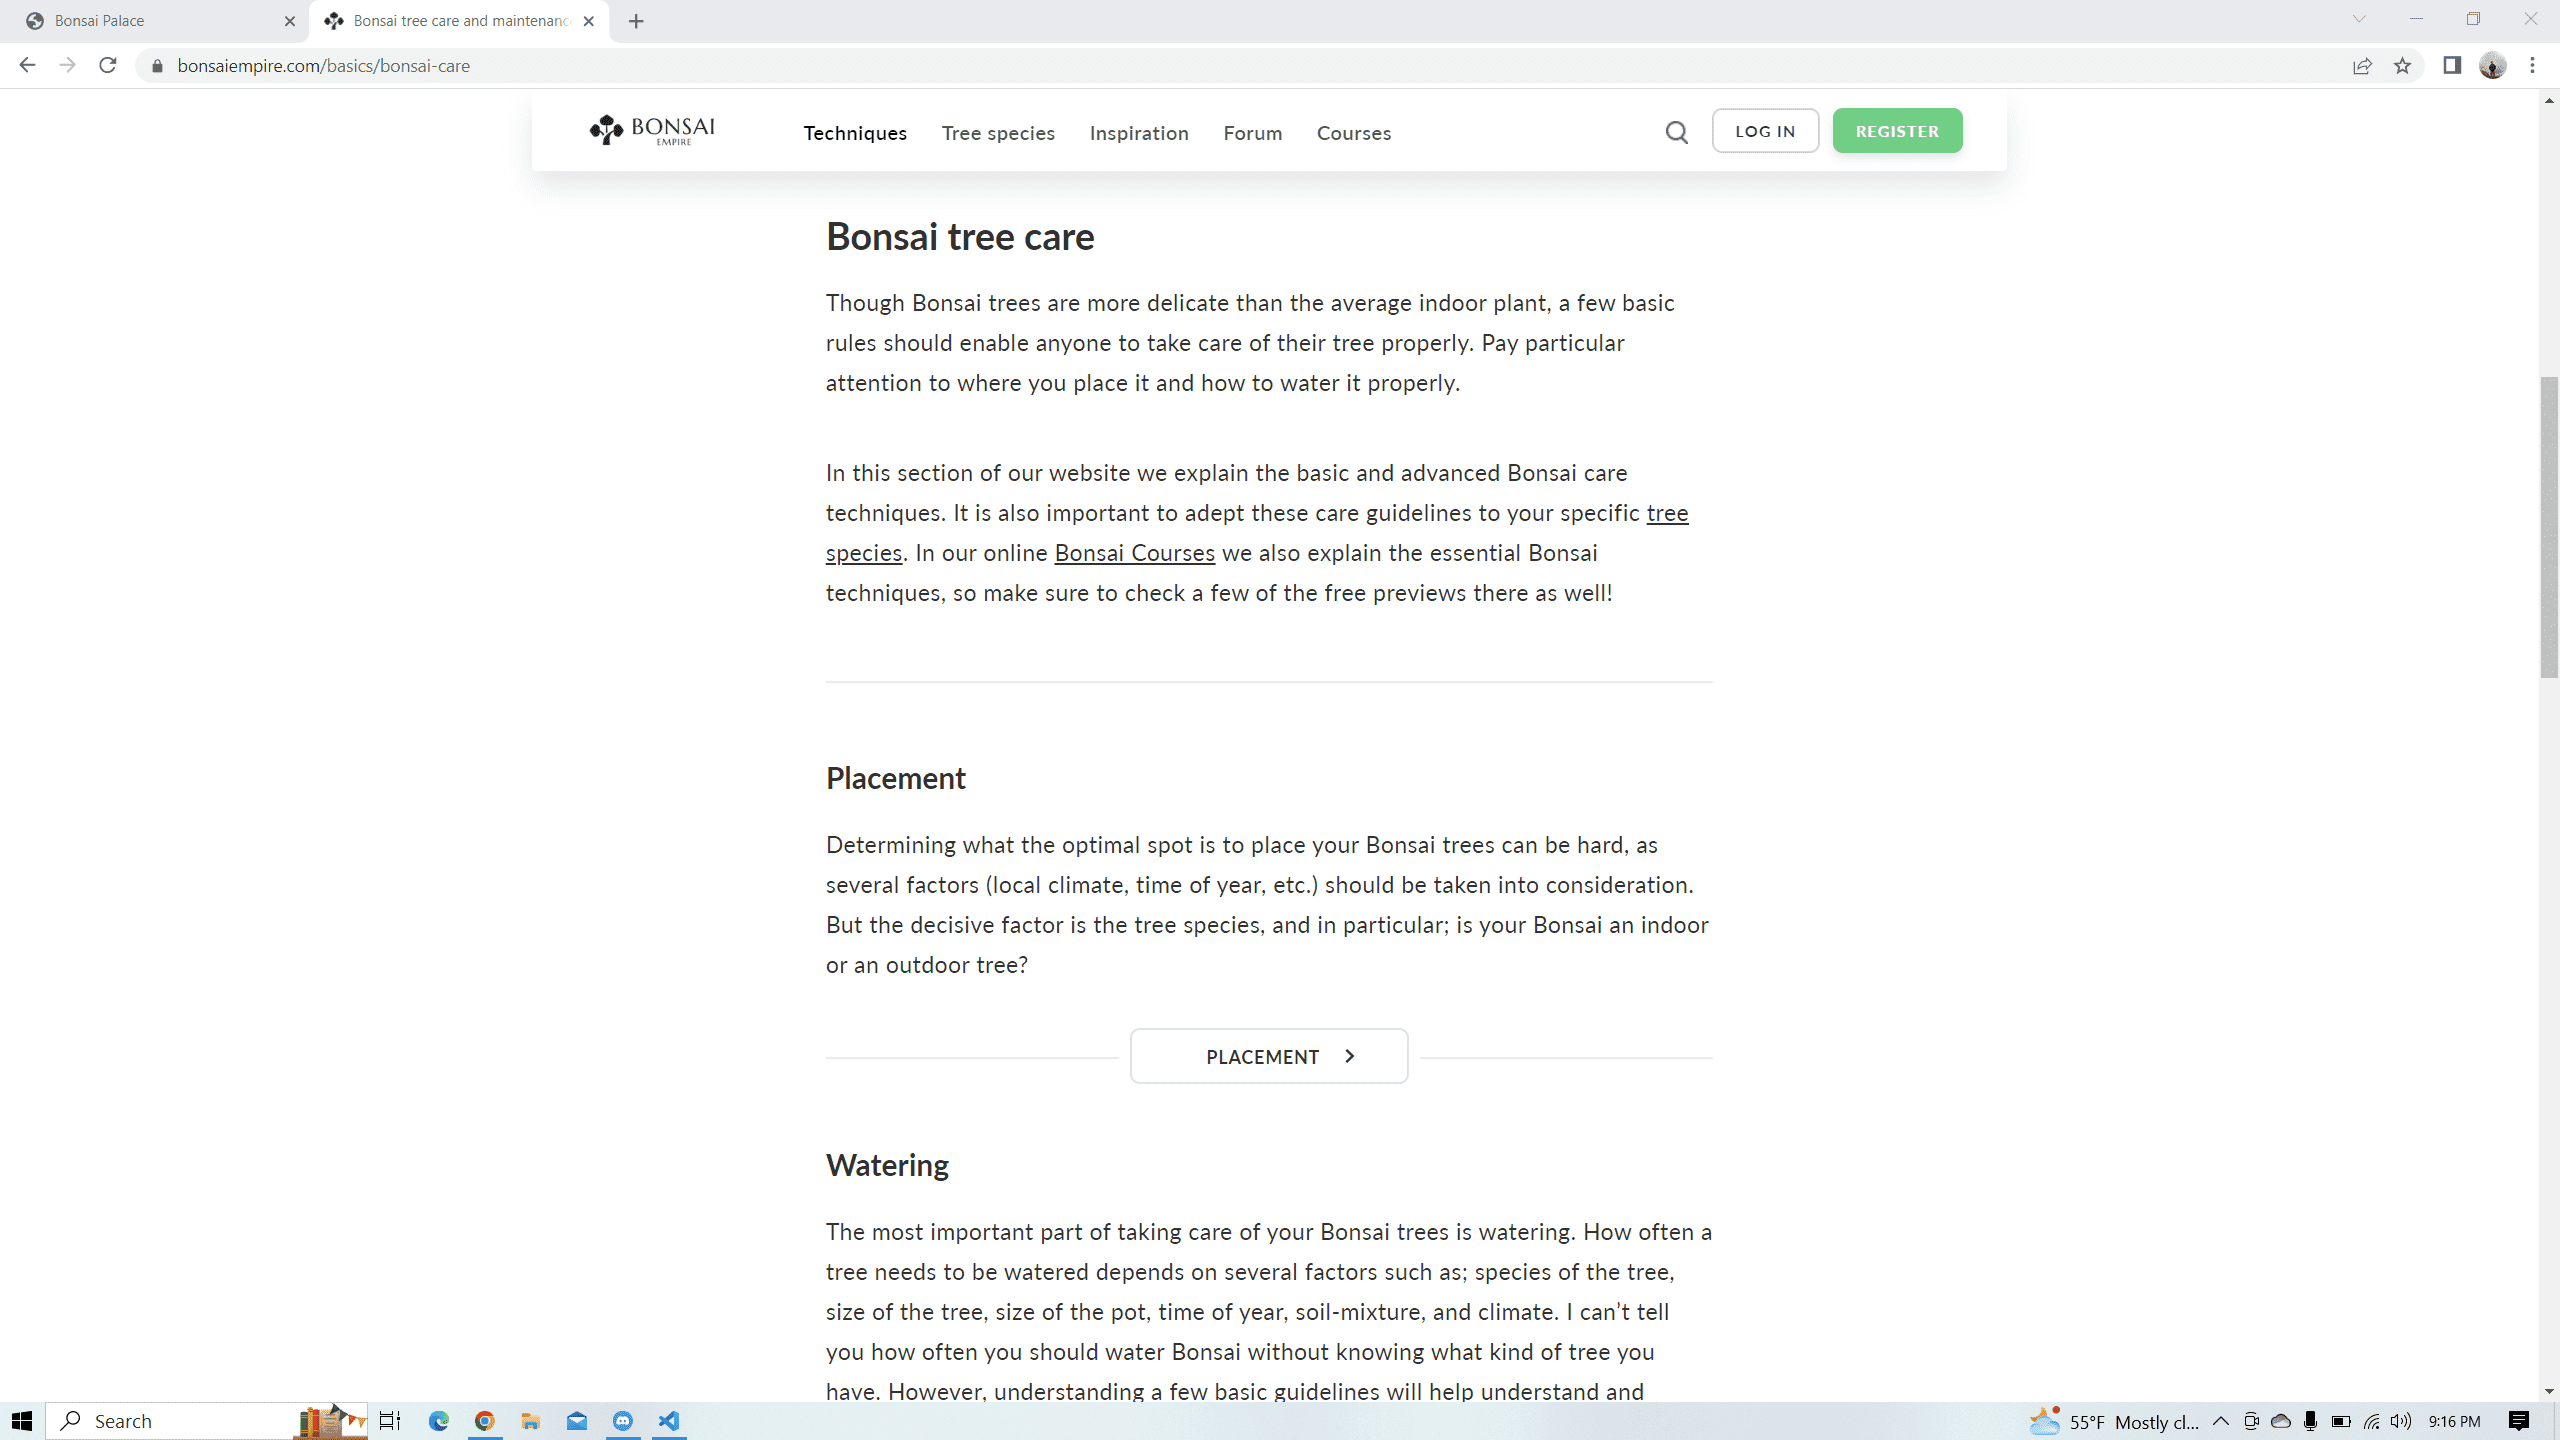 Bonsai Palace
Bonsai tree care and maintenanc
bonsaiempire.com/basics/bonsai-care
BONSAI
EMPIRE
Techniques
Tree species
Inspiration
Forum
Courses
LOG IN
REGISTER
Bonsai tree care
Though Bonsai trees are more delicate than the average indoor plant, a few basic
rules should enable anyone to take care of their tree properly. Pay particular
attention to where you place it and how to water it properly.
In this section of our website we explain the basic and advanced Bonsai care
techniques. It is also important to adept these care guidelines to your specific tree
species. In our online Bonsai Courses we also explain the essential Bonsai
techniques, so make sure to check a few of the free previews there as well!
Placement
Determining what the optimal spot is to place your Bonsai trees can be hard, as
several factors (local climate, time of year, etc.) should be taken into consideration.
But the decisive factor is the tree species, and in particular; is your Bonsai an indoor
or an outdoor tree?
PLACEMENT
Watering
The most important part of taking care of your Bonsai trees is watering. How often a
tree needs to be watered depends on several factors such as; species of the tree,
size of the tree, size of the pot, time of year, soil-mixture, and climate. I can’t tell
you how often you should water Bonsai without knowing what kind of tree you
have. However, understanding a few basic guidelines will help understand and
Search
55°F Mostly cl...
9:16 PM